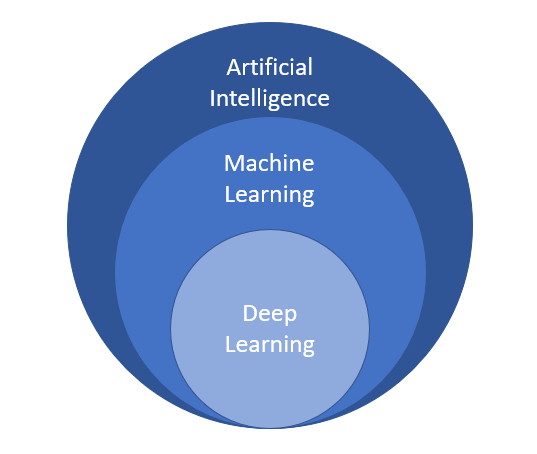 Artificial
Intelligence
Machine
Learning
Deep
Learning